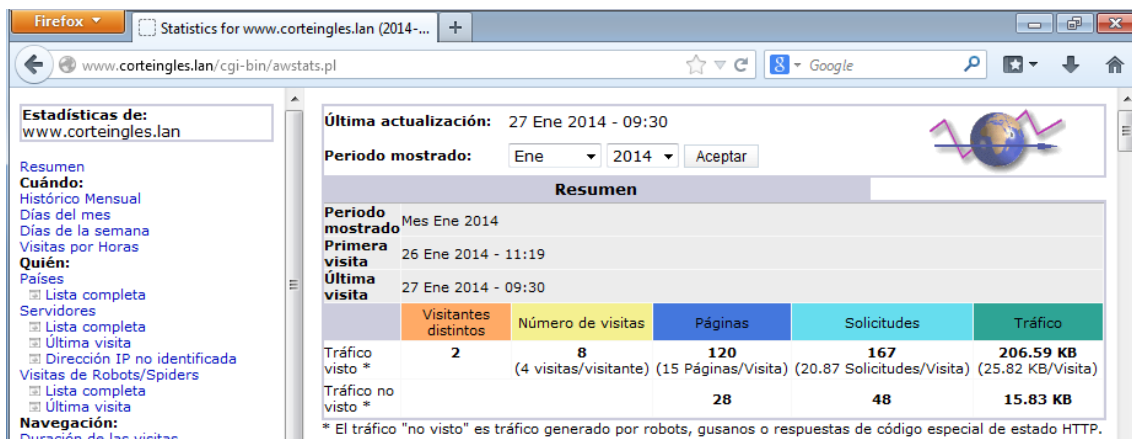 Firefox
Statistics for www.corteingles.lan (2014-...
www.corteingles.lan/cgi-bin/awstats.pl
Google
Estadísticas de:
www.corteingles.lan
Resumen
Cuándo:
Histórico Mensual
Días del mes
Días de la semana
Visitas por Horas
Quién:
Países
Lista completa
Servidores
Lista completa
Última visita
Dirección IP no identificada
Visitas de Robots/Spiders
Lista completa
Última visita
Navegación:
Duración de las visitas
Última actualización: 27 Ene 2014 - 09:30
Periodo mostrado: Ene 2014 Aceptar
Resumen
Periodo mostrado Mes Ene 2014
Primera visita 26 Ene 2014 - 11:19
Última visita 27 Ene 2014 - 09:30
Visitantes distintos Número de visitas Páginas Solicitudes Tráfico
Tráfico visto * 2 8 120 167 206.59 KB
(4 visitas/visitante) (15 Páginas/Visita) (20.87 Solicitudes/Visita) (25.82 KB/Visita)
Tráfico no visto * 28 48 15.83 KB
* El tráfico "no visto" es tráfico generado por robots, gusanos o respuestas de código especial de estado HTTP.